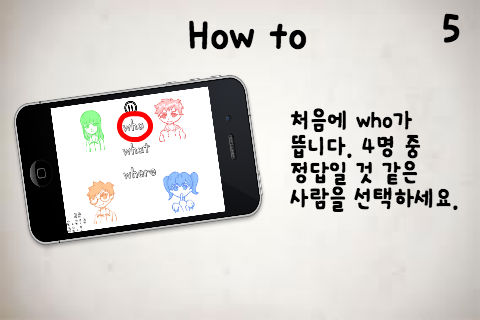 How to
5
who
what
where
처음에 who가
뜹니다. 4명 중
정답일 것 같은
사람을 선택하세요.